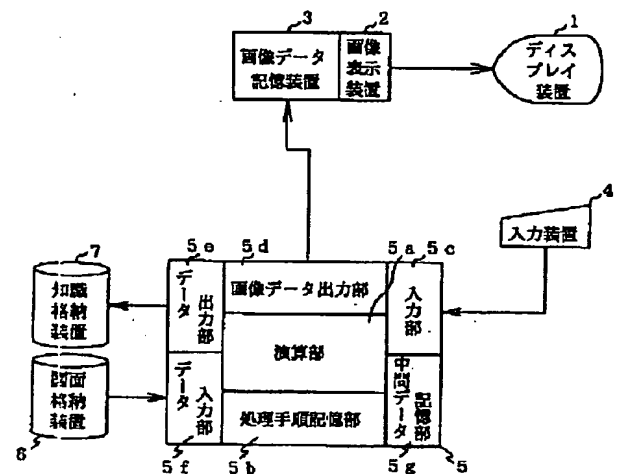 3
2
1
画像データ
記憶装置
画像
表示
装置
ディス
プレイ
装置
4
入力装置
7
知識
格納
装置
図面
格納
装置
6
5e
5d
5a
5c
データ
出力部
画像データ出力部
入力部
演算部
データ
入力部
処理手順記憶部
中間データ
記憶部
5f
5b
5g
5